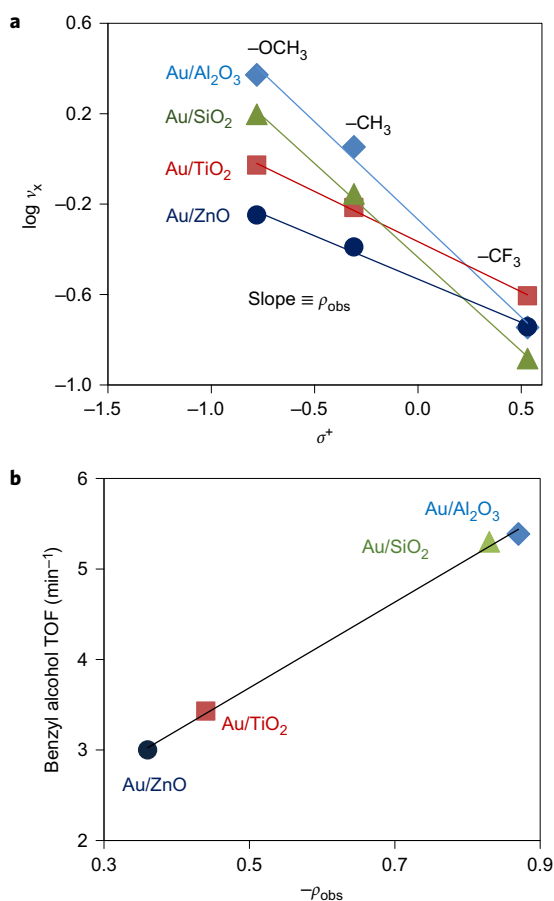 a
0.6
0.2
−0.2
−0.6
−1.0
log νₓ
–OCH₃
Au/Al₂O₃
–CH₃
Au/SiO₂
Au/TiO₂
Au/ZnO
–CF₃
Slope ≡ ρobs
−1.5
−1.0
−0.5
0.0
0.5
σ⁺
b
6
5
4
3
2
Benzyl alcohol TOF (min⁻¹)
Au/Al₂O₃
Au/SiO₂
Au/TiO₂
Au/ZnO
0.3
0.5
0.7
0.9
−ρobs